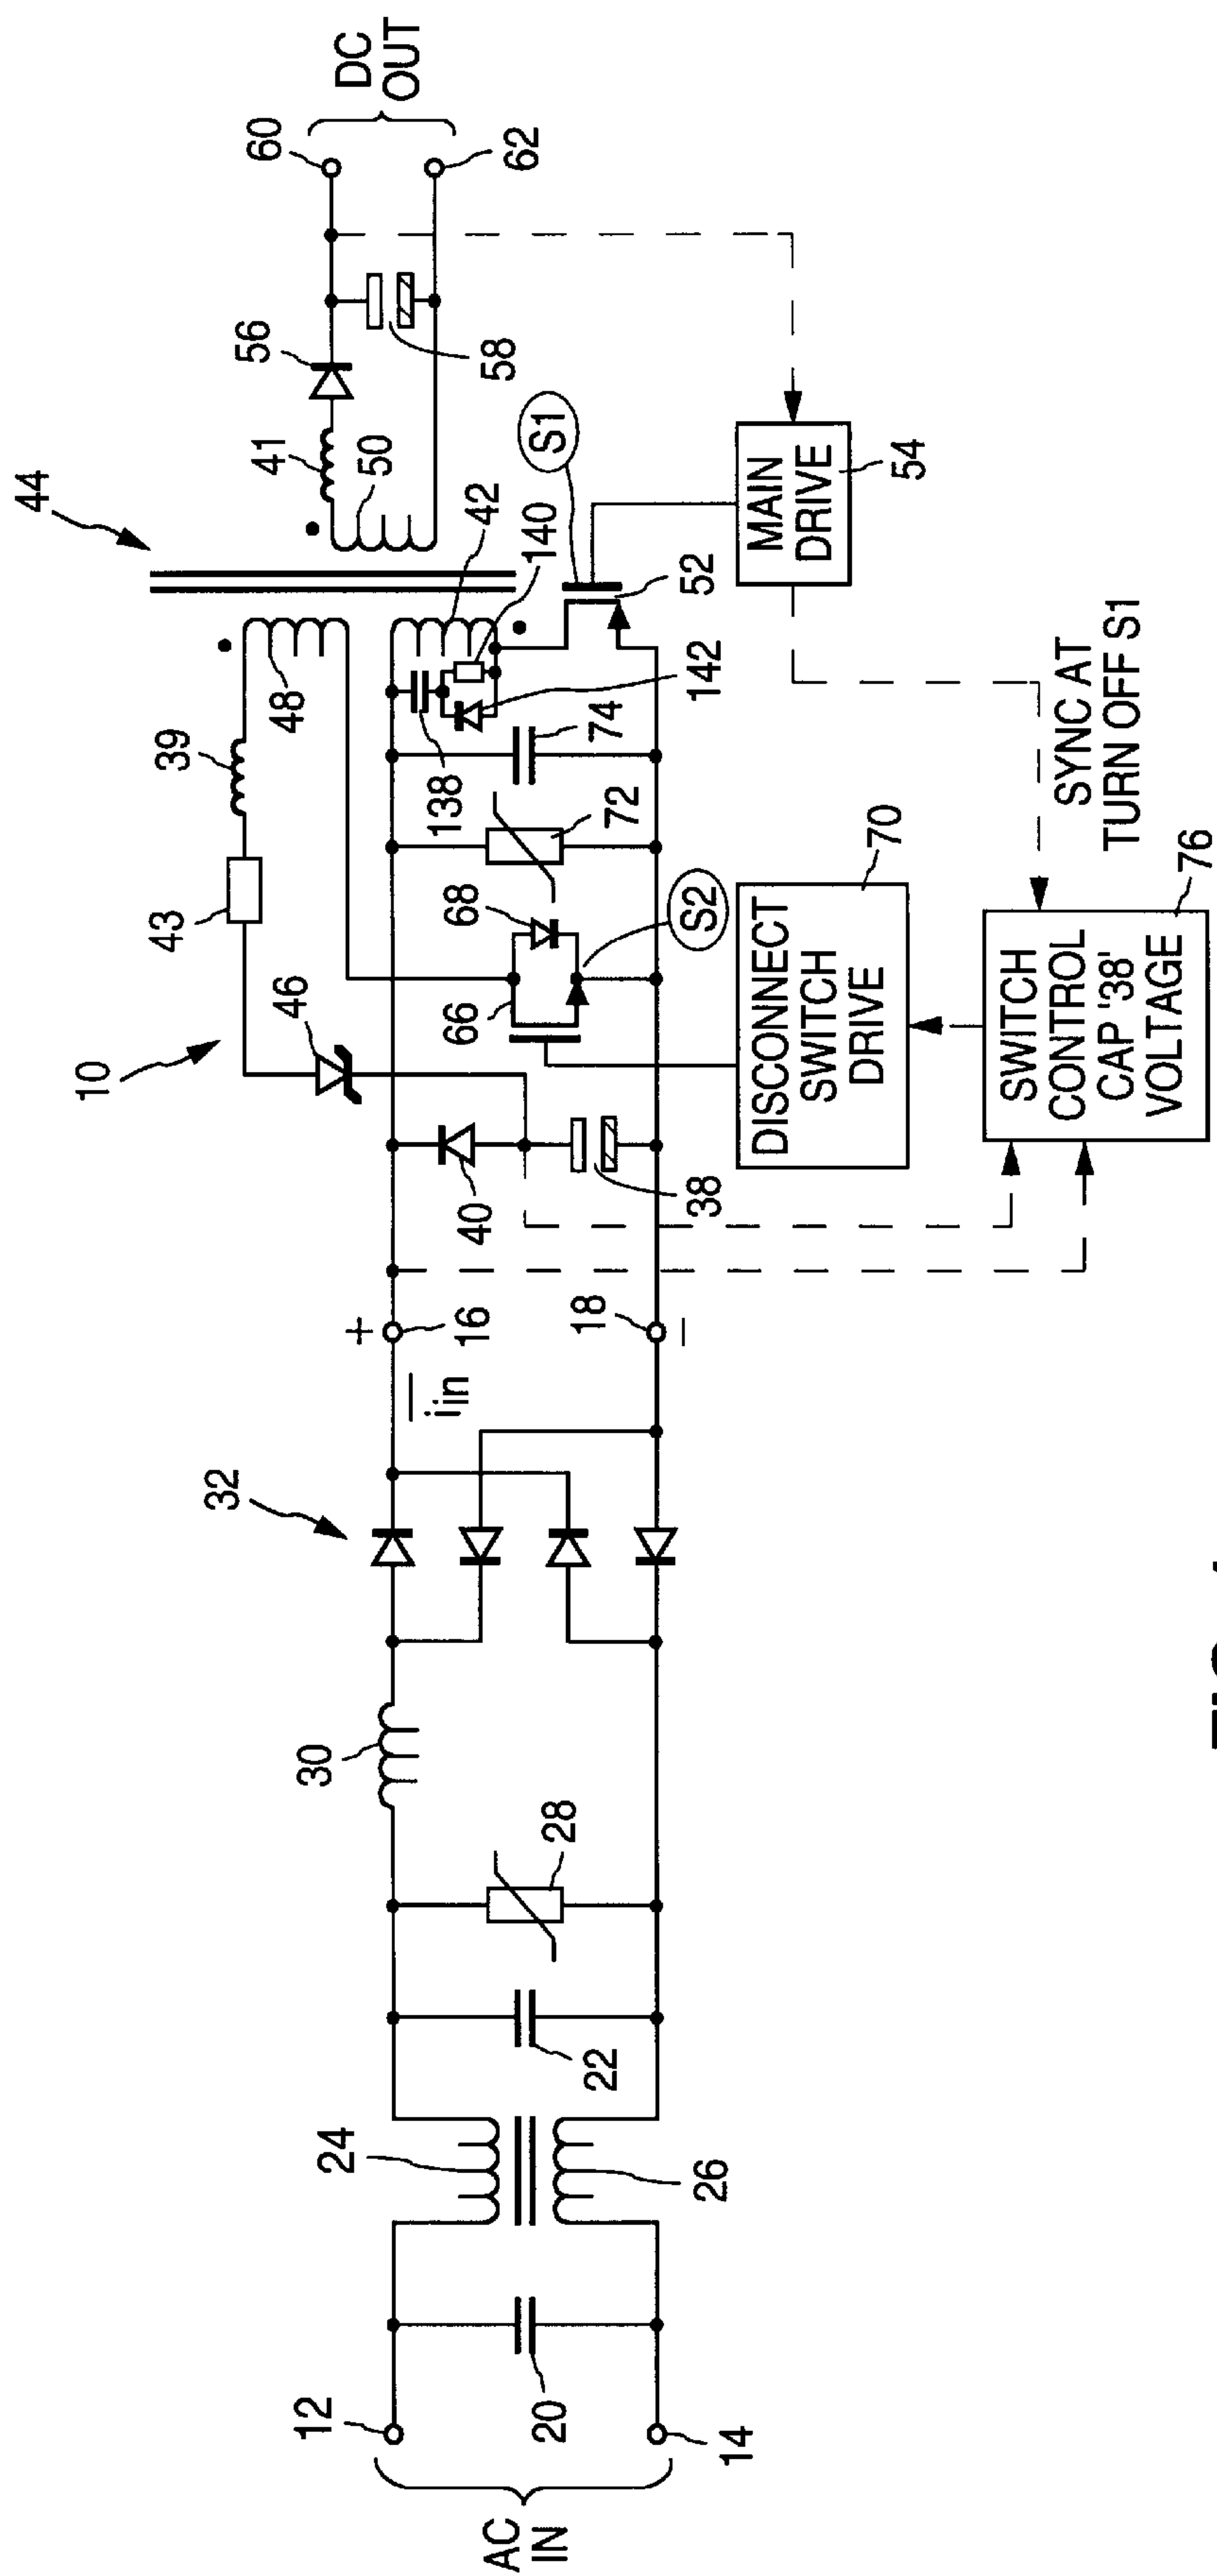 AC
IN
12
14
20
24
26
22
28
30
32
i in
+
16
18
−
10
40
38
46
43
39
48
66
68
S2
72
74
138
142
140
42
44
S1
52
50
41
56
58
60
62
DC
OUT
DISCONNECT
SWITCH
DRIVE
70
MAIN
DRIVE
54
SYNC AT
TURN OFF S1
SWITCH
CONTROL
CAP '38'
VOLTAGE
76